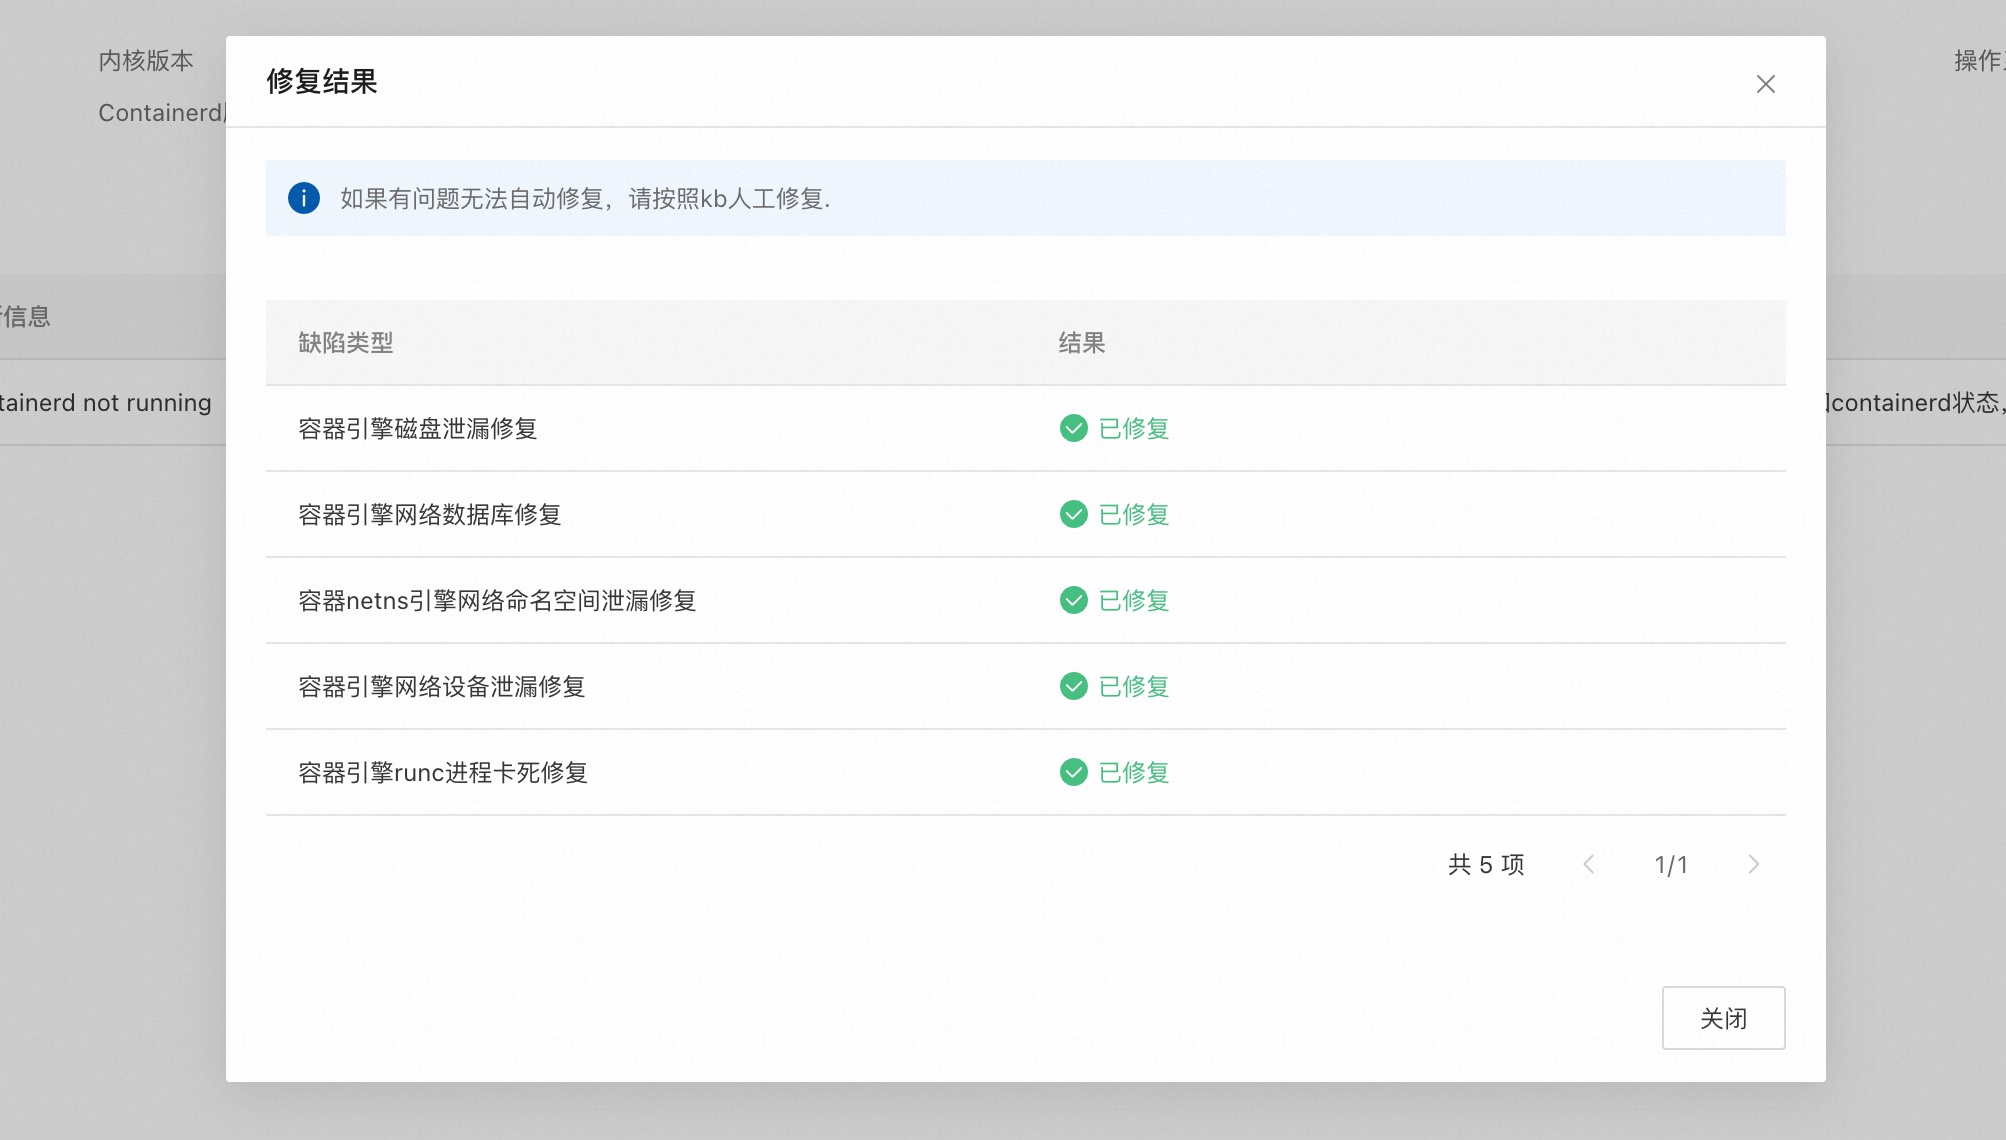 内核版本
操作
Containerd
修复结果
如果有问题无法自动修复，请按照kb人工修复.
信息
tainerd not running
containerd状态，
缺陷类型 结果
容器引擎磁盘泄漏修复 已修复
容器引擎网络数据库修复 已修复
容器netns引擎网络命名空间泄漏修复 已修复
容器引擎网络设备泄漏修复 已修复
容器引擎runc进程卡死修复 已修复
共 5 项 1/1
关闭